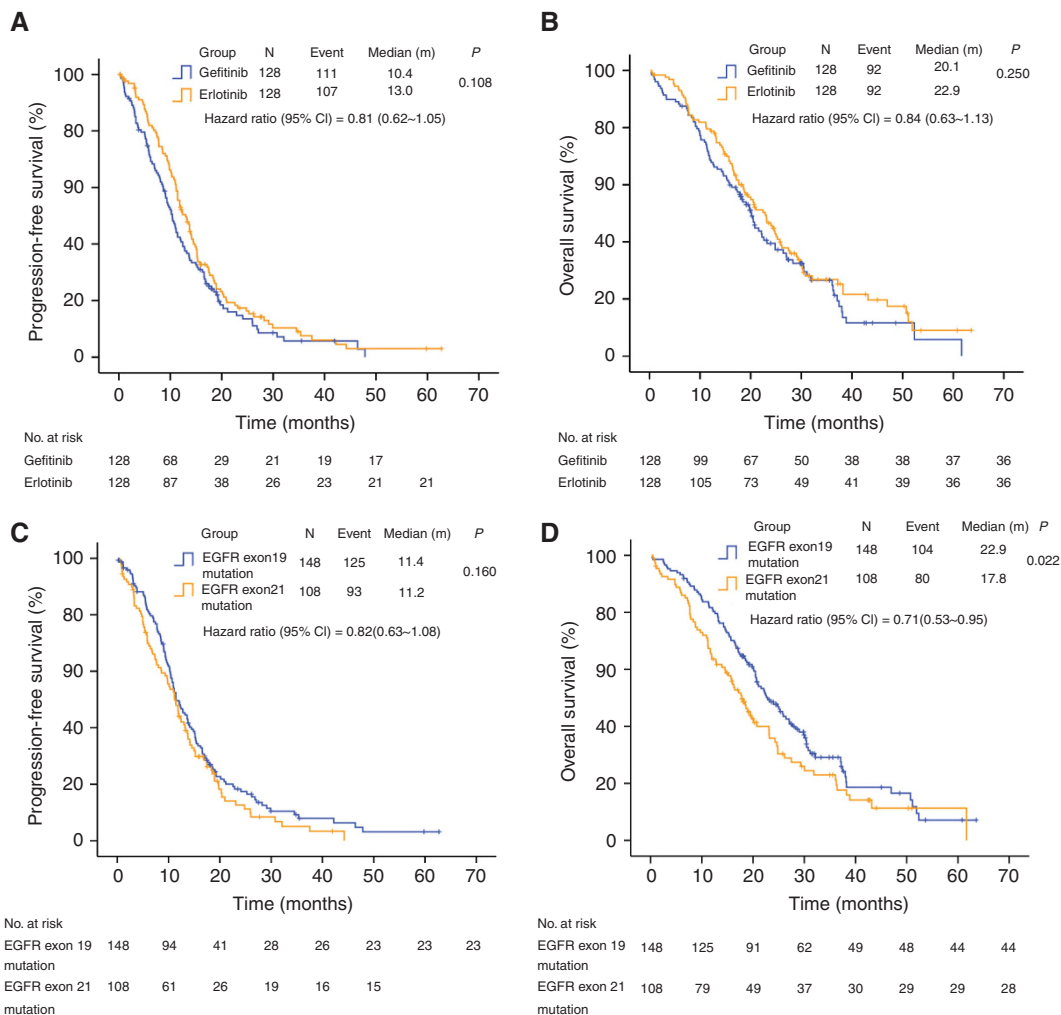 A
Group N Event Median (m) P
Gefitinib 128 111 10.4 0.108
Erlotinib 128 107 13.0
Hazard ratio (95% CI) = 0.81 (0.62~1.05)
Progression-free survival (%)
100
80
90
40
20
0
0 10 20 30 40 50 60 70
Time (months)
No. at risk
Gefitinib 128 68 29 21 19 17
Erlotinib 128 87 38 26 23 21 21
B
Group N Event Median (m) P
Gefitinib 128 92 20.1 0.250
Erlotinib 128 92 22.9
Hazard ratio (95% CI) = 0.84 (0.63~1.13)
Overall survival (%)
100
80
90
40
20
0
0 10 20 30 40 50 60 70
Time (months)
No. at risk
Gefitinib 128 99 67 50 38 38 37 36
Erlotinib 128 105 73 49 41 39 36 36
C
Group N Event Median (m) P
EGFR exon19 148 125 11.4 0.160
mutation
EGFR exon21 108 93 11.2
mutation
Hazard ratio (95% CI) = 0.82(0.63~1.08)
Progression-free survival (%)
100
80
90
40
20
0
0 10 20 30 40 50 60 70
Time (months)
No. at risk
EGFR exon 19 148 94 41 28 26 23 23 23
mutation
EGFR exon 21 108 61 26 19 16 15
mutation
D
Group N Event Median (m) P
EGFR exon19 148 104 22.9 0.022
mutation
EGFR exon21 108 80 17.8
mutation
Hazard ratio (95% CI) = 0.71(0.53~0.95)
Overall survival (%)
100
80
90
40
20
0
0 10 20 30 40 50 60 70
Time (months)
No. at risk
EGFR exon 19 148 125 91 62 49 48 44 44
mutation
EGFR exon 21 108 79 49 37 30 29 29 28
mutation